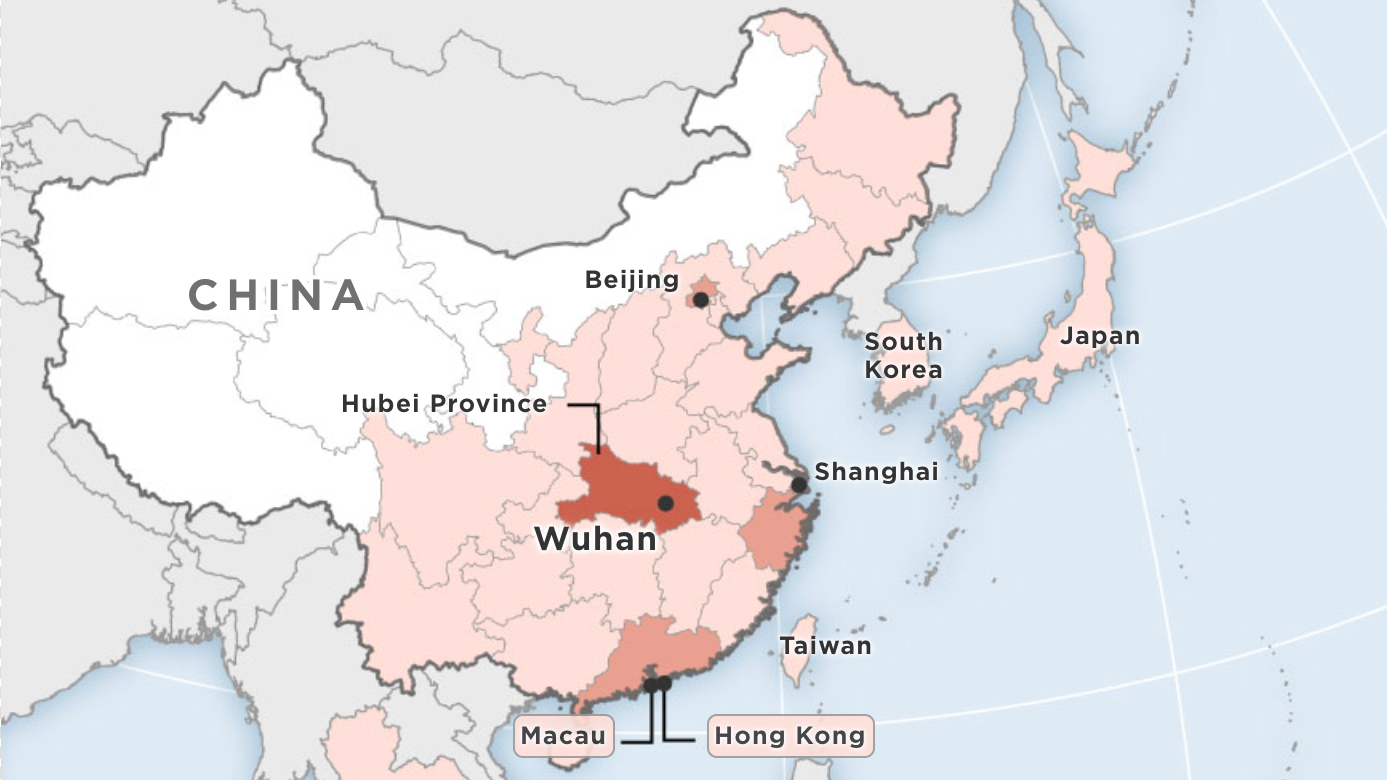 Beijing
CHINA
South
Korea
Japan
Hubei Province
Shanghai
Wuhan
Taiwan
Macau
Hong Kong